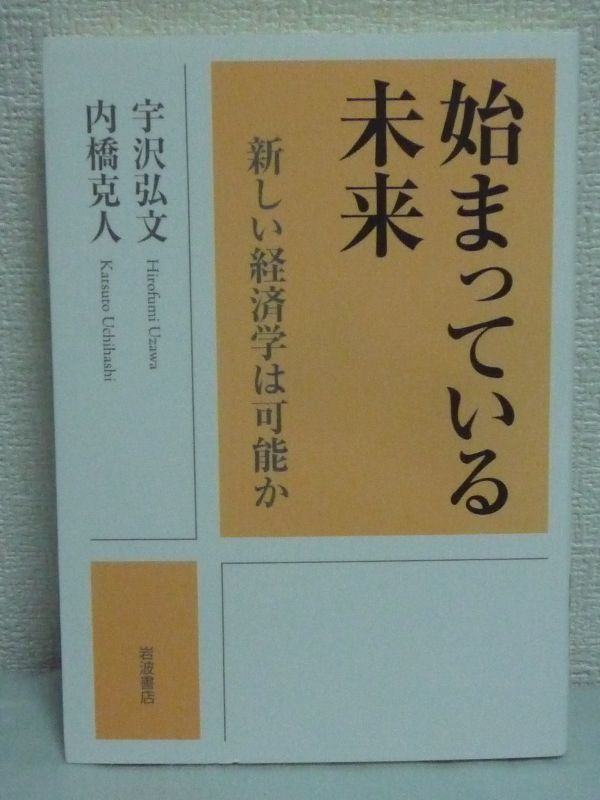 始まっている
未来
新しい経済学は可能か
宇沢弘文 Hirofumi Uzawa
内橋克人 Katsuto Uchihashi
岩波書店